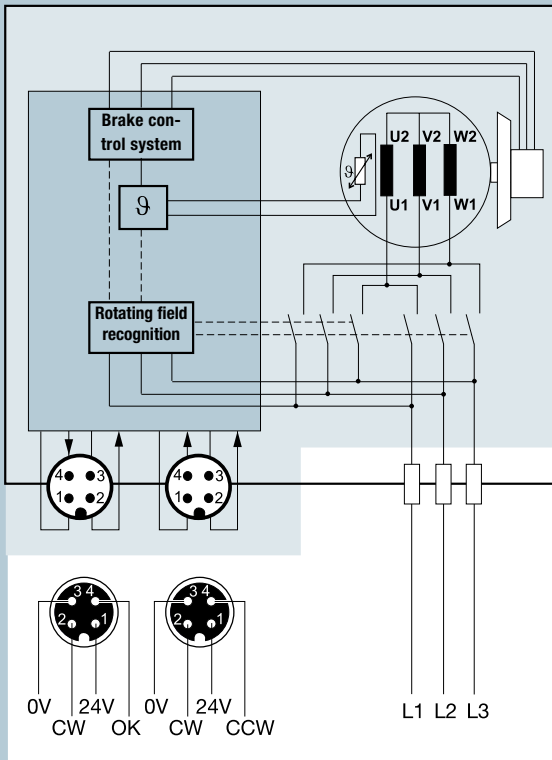 Brake con-
trol system
ϑ
ϑ
U2 V2 W2
U1 V1 W1
Rotating field
recognition
4 3
1 2
4 3
1 2
3 4
2 1
3 4
2 1
0V 24V
CW OK
0V 24V
CW CCW
L1 L2 L3